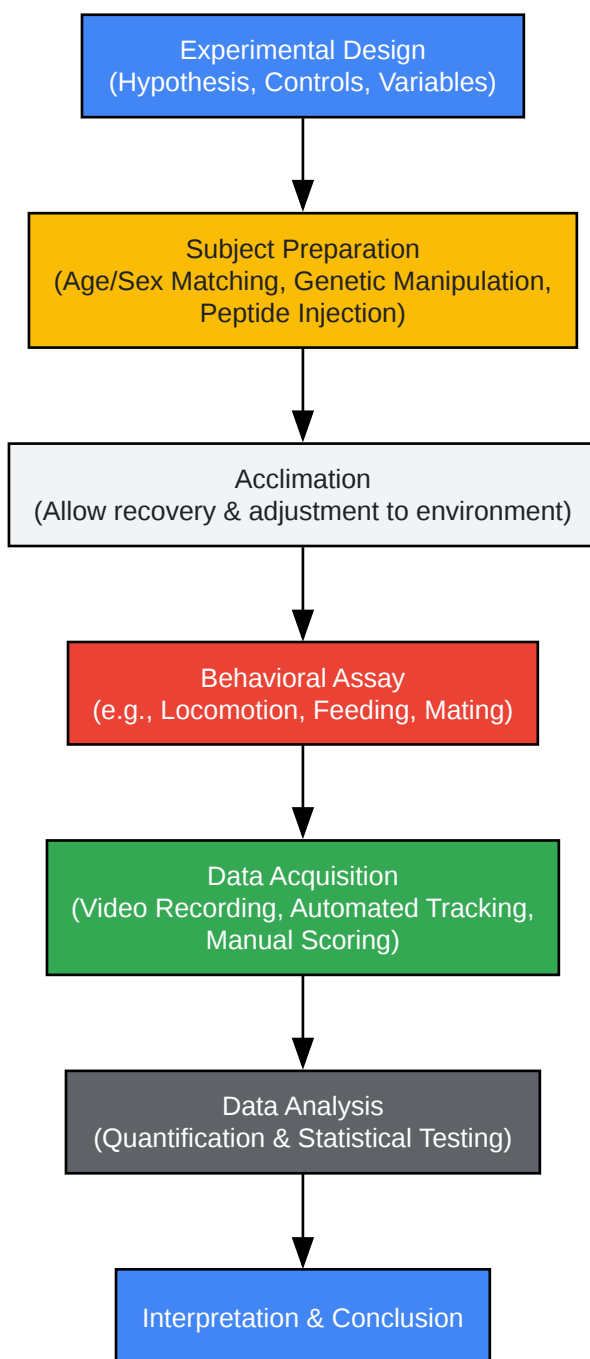 Experimental Design
(Hypothesis, Controls, Variables)
Subject Preparation
(Age/Sex Matching, Genetic Manipulation,
Peptide Injection)
Acclimation
(Allow recovery & adjustment to environment)
Behavioral Assay
(e.g., Locomotion, Feeding, Mating)
Data Acquisition
(Video Recording, Automated Tracking,
Manual Scoring)
Data Analysis
(Quantification & Statistical Testing)
Interpretation & Conclusion